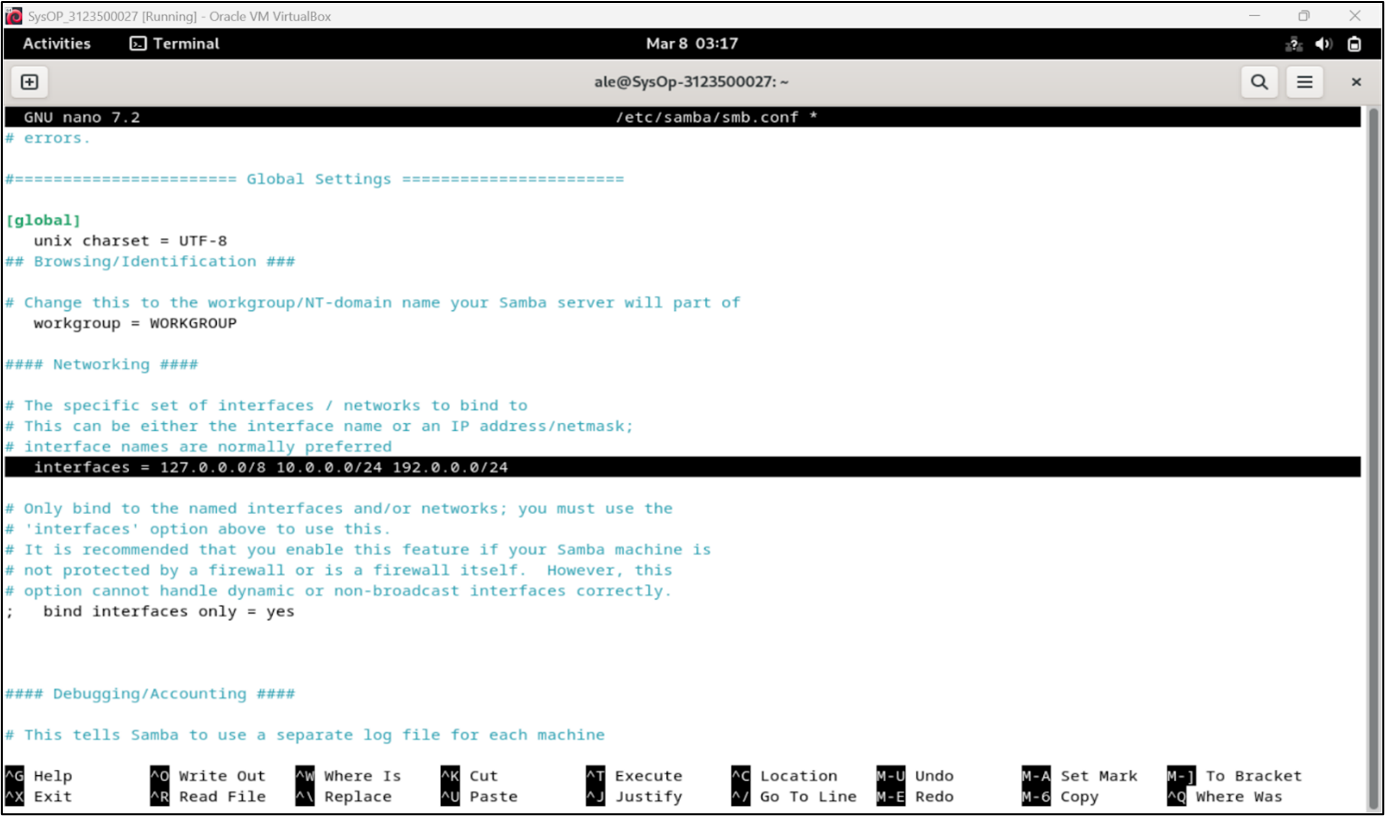 SysOP_3123500027 [Running] - Oracle VM VirtualBox
Activities Terminal Mar 8 03:17
ale@SysOp-3123500027: ~
GNU nano 7.2 /etc/samba/smb.conf *
# errors.
#======================= Global Settings =======================
[global]
unix charset = UTF-8
## Browsing/Identification ###
# Change this to the workgroup/NT-domain name your Samba server will part of
workgroup = WORKGROUP
#### Networking ####
# The specific set of interfaces / networks to bind to
# This can be either the interface name or an IP address/netmask;
# interface names are normally preferred
interfaces = 127.0.0.0/8 10.0.0.0/24 192.0.0.0/24
# Only bind to the named interfaces and/or networks; you must use the
# 'interfaces' option above to use this.
# It is recommended that you enable this feature if your Samba machine is
# not protected by a firewall or is a firewall itself.  However, this
# option cannot handle dynamic or non-broadcast interfaces correctly.
;   bind interfaces only = yes
#### Debugging/Accounting ####
# This tells Samba to use a separate log file for each machine
^G Help ^O Write Out ^W Where Is ^K Cut ^T Execute ^C Location M-U Undo M-A Set Mark M-] To Bracket
^X Exit ^R Read File ^\ Replace ^U Paste ^J Justify ^/ Go To Line M-E Redo M-6 Copy ^Q Where Was